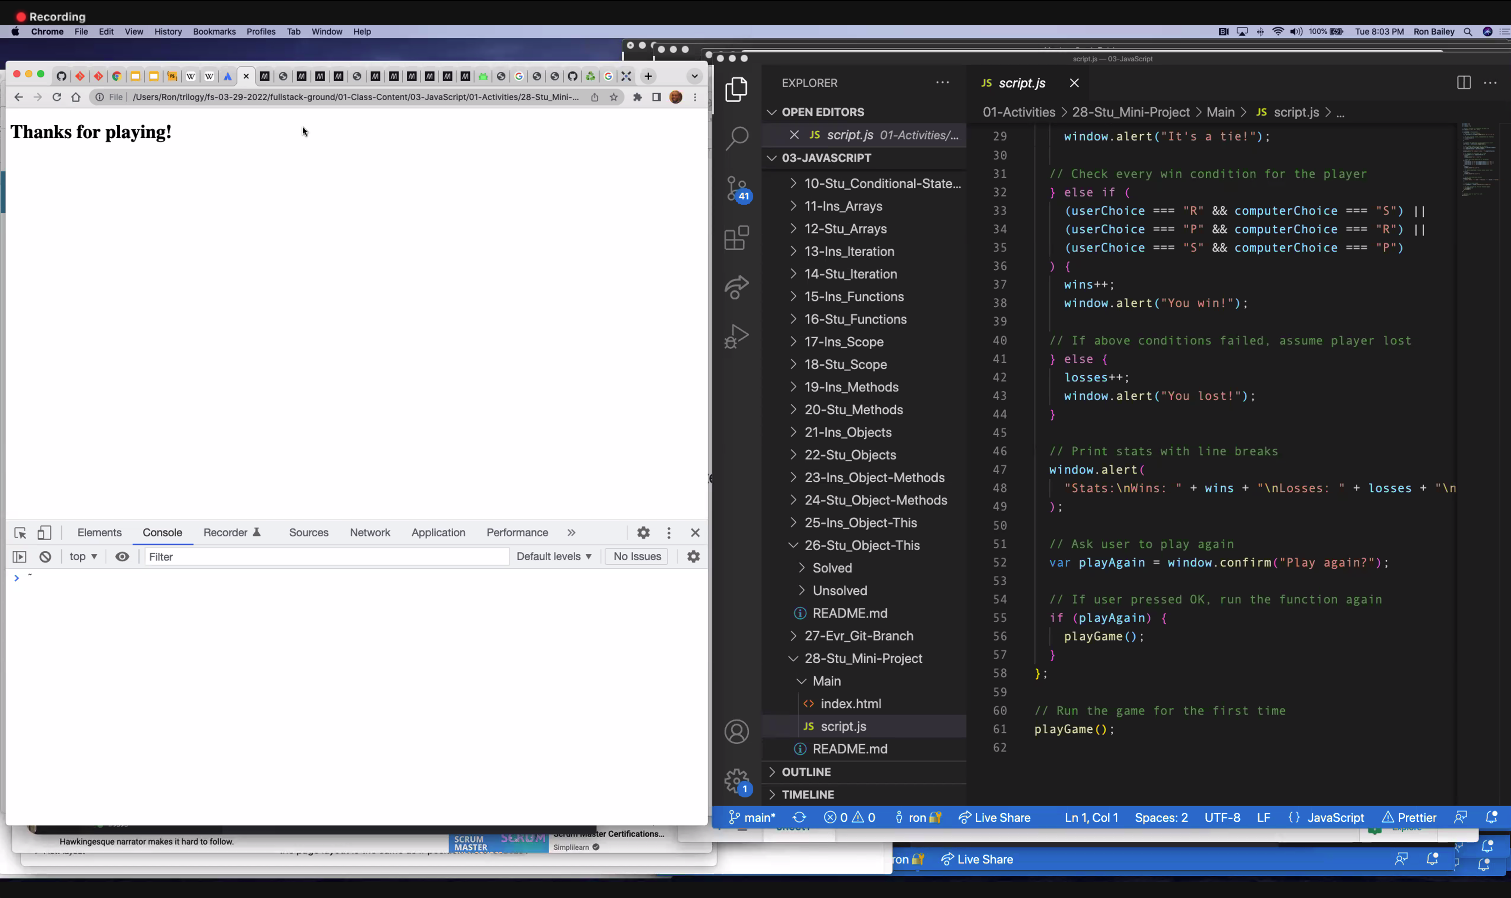 Recording
Chrome File Edit View History Bookmarks Profiles Tab Window Help
100% Tue 8:03 PM Ron Bailey
File /Users/Ron/trilogy/fs-03-29-2022/fullstack-ground/01-Class-Content/03-JavaScript/01-Activities/28-Stu_Mini-...
Thanks for playing!
Elements Console Recorder Sources Network Application Performance »
top ▾ Filter Default levels ▾ No Issues
>
Hawkingesque narrator makes it hard to follow.
SCRUM MASTER
Scrum Master Certifications...
Simplilearn
script.js — 03-JavaScript
EXPLORER ...
OPEN EDITORS
JS script.js 01-Activities/...
03-JAVASCRIPT
10-Stu_Conditional-State...
11-Ins_Arrays
12-Stu_Arrays
13-Ins_Iteration
14-Stu_Iteration
15-Ins_Functions
16-Stu_Functions
17-Ins_Scope
18-Stu_Scope
19-Ins_Methods
20-Stu_Methods
21-Ins_Objects
22-Stu_Objects
23-Ins_Object-Methods
24-Stu_Object-Methods
25-Ins_Object-This
26-Stu_Object-This
Solved
Unsolved
README.md
27-Evr_Git-Branch
28-Stu_Mini-Project
Main
<> index.html
JS script.js
README.md
OUTLINE
TIMELINE
41
1
JS script.js
01-Activities > 28-Stu_Mini-Project > Main > JS script.js > ...
29 window.alert("It's a tie!");
30
31 // Check every win condition for the player
32 } else if (
33 (userChoice === "R" && computerChoice === "S") ||
34 (userChoice === "P" && computerChoice === "R") ||
35 (userChoice === "S" && computerChoice === "P")
36 ) {
37 wins++;
38 window.alert("You win!");
39
40 // If above conditions failed, assume player lost
41 } else {
42 losses++;
43 window.alert("You lost!");
44 }
45
46 // Print stats with line breaks
47 window.alert(
48 "Stats:\nWins: " + wins + "\nLosses: " + losses + "\n
49 );
50
51 // Ask user to play again
52 var playAgain = window.confirm("Play again?");
53
54 // If user pressed OK, run the function again
55 if (playAgain) {
56 playGame();
57 }
58 };
59
60 // Run the game for the first time
61 playGame();
62
main* 0 0 ron Live Share Ln 1, Col 1 Spaces: 2 UTF-8 LF {} JavaScript Prettier
ron Live Share